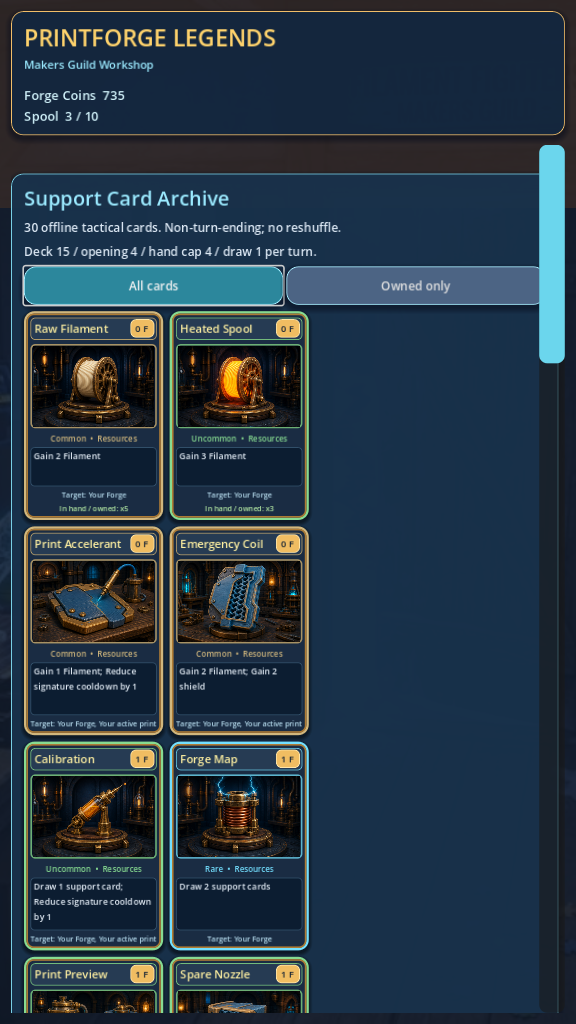 PRINTFORGE LEGENDS
Makers Guild Workshop
Forge Coins 735
Spool 3 / 10
Support Card Archive
30 offline tactical cards. Non-turn-ending; no reshuffle.
Deck 15 / opening 4 / hand cap 4 / draw 1 per turn.
All cards
Owned only
Raw Filament 0 F
Common • Resources
Gain 2 Filament
Target: Your Forge
In hand / owned: x5
Heated Spool 0 F
Uncommon • Resources
Gain 3 Filament
Target: Your Forge
In hand / owned: x3
Print Accelerant 0 F
Common • Resources
Gain 1 Filament; Reduce
signature cooldown by 1
Target: Your Forge, Your active print
Emergency Coil 0 F
Common • Resources
Gain 2 Filament; Gain 2
shield
Target: Your Forge, Your active print
Calibration 1 F
Uncommon • Resources
Draw 1 support card;
Reduce signature cooldown
by 1
Target: Your Forge, Your active print
Forge Map 1 F
Rare • Resources
Draw 2 support cards
Target: Your Forge
Print Preview 1 F
Spare Nozzle 1 F